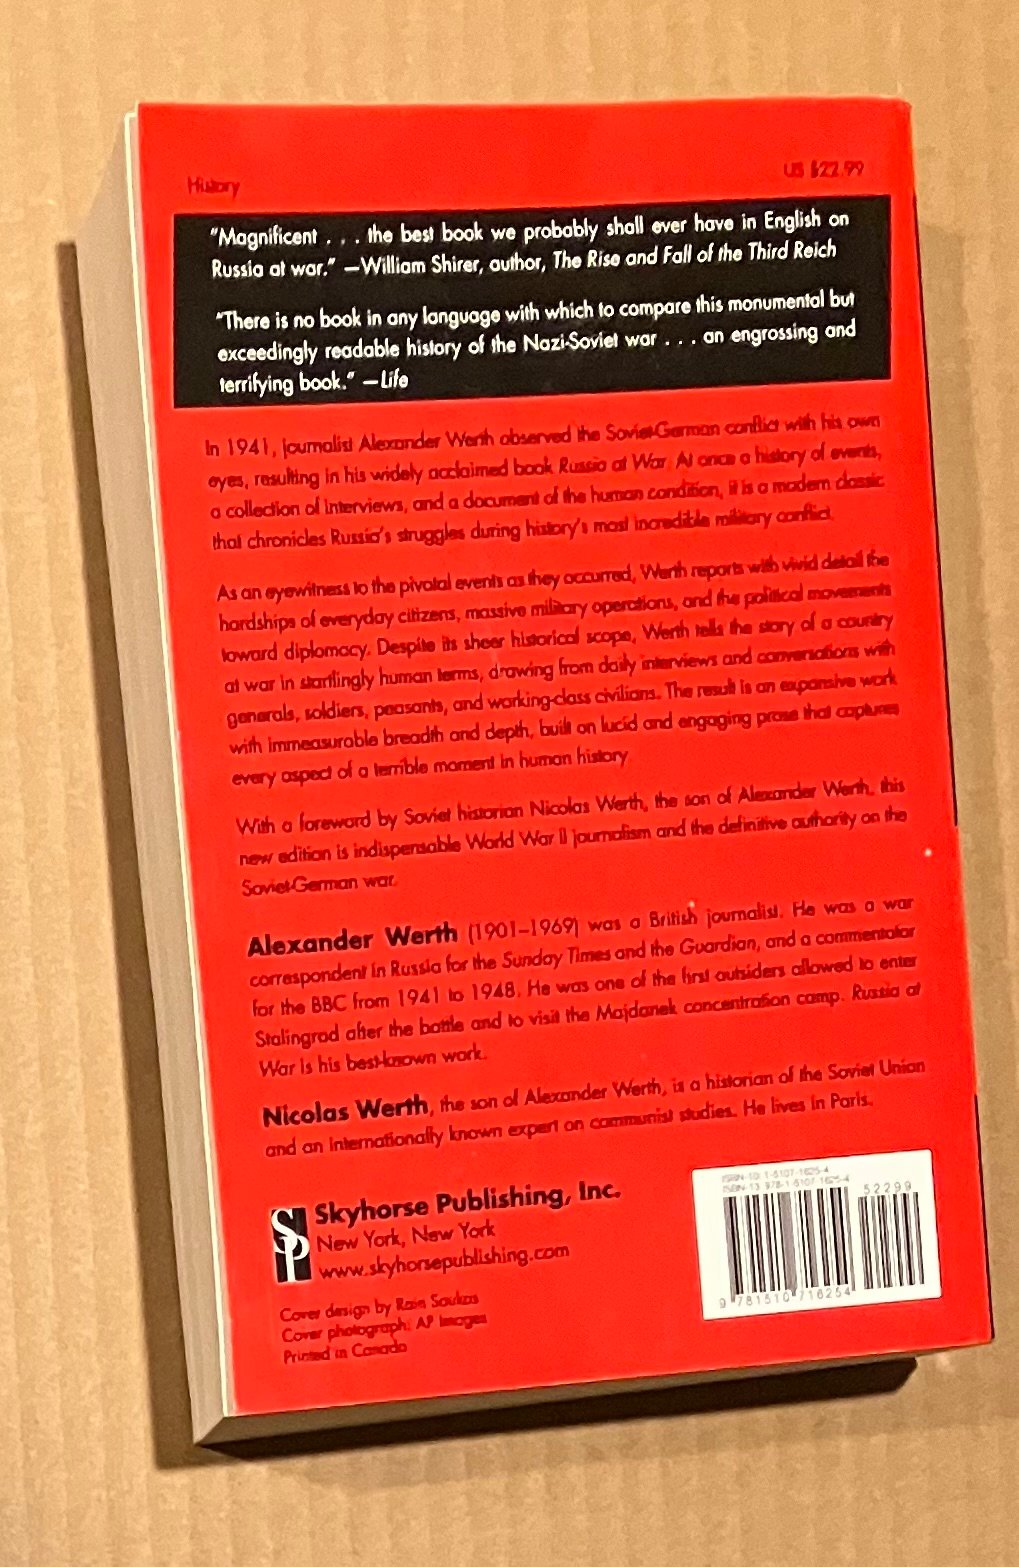 History
US $22.99
"Magnificent . . . the best book we probably shall ever have in English on
Russia at war." —William Shirer, author, The Rise and Fall of the Third Reich
"There is no book in any language with which to compare this monumental but
exceedingly readable history of the Nazi-Soviet war . . . an engrossing and
terrifying book." —Life
In 1941, journalist Alexander Werth observed the Soviet-German conflict with his own
eyes, resulting in his widely acclaimed book Russia at War. At once a history of events,
a collection of interviews, and a document of the human condition, it is a modern classic
that chronicles Russia's struggles during history's most incredible military conflict.
As an eyewitness to the pivotal events as they occurred, Werth reports with vivid detail the
hardships of everyday citizens, massive military operations, and the political movements
toward diplomacy. Despite its sheer historical scope, Werth tells the story of a country
at war in startlingly human terms, drawing from daily interviews and conversations with
generals, soldiers, peasants, and working-class civilians. The result is an expansive work
with immeasurable breadth and depth, built on lucid and engaging prose that captures
every aspect of a terrible moment in human history.
With a foreword by Soviet historian Nicolas Werth, the son of Alexander Werth, this
new edition is indispensable World War II journalism and the definitive authority on the
Soviet-German war.
Alexander Werth (1901–1969) was a British journalist. He was a war
correspondent in Russia for the Sunday Times and the Guardian, and a commentator
for the BBC from 1941 to 1948. He was one of the first outsiders allowed to enter
Stalingrad after the battle and to visit the Majdanek concentration camp. Russia at
War is his best-known work.
Nicolas Werth, the son of Alexander Werth, is a historian of the Soviet Union
and an internationally known expert on communist studies. He lives in Paris.
SP
Skyhorse Publishing, Inc.
New York, New York
www.skyhorsepublishing.com
Cover design by Rain Saukas
Cover photograph: AP Images
Printed in Canada
ISBN-10: 1-5107-1625-4
ISBN-13: 978-1-5107-1625-4
52299
9 781510 716254